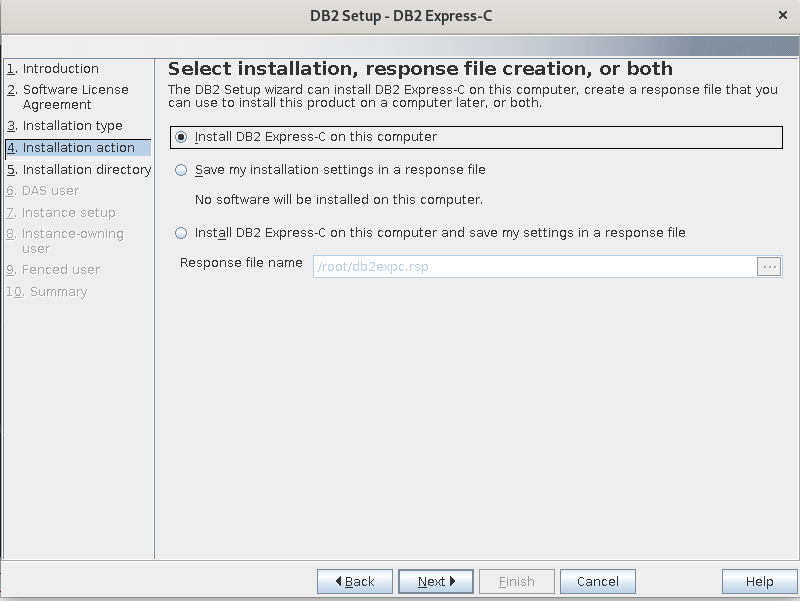 DB2 Setup - DB2 Express-C
1. Introduction
2. Software License
Agreement
3. Installation type
4. Installation action
5. Installation directory
6. DAS user
7. Instance setup
8. Instance-owning
user
9. Fenced user
10. Summary
Select installation, response file creation, or both
The DB2 Setup wizard can install DB2 Express-C on this computer, create a response file that you
can use to install this product on a computer later, or both.
Install DB2 Express-C on this computer
Save my installation settings in a response file
No software will be installed on this computer.
Install DB2 Express-C on this computer and save my settings in a response file
Response file name /root/db2expc.rsp ...
Back Next Finish Cancel Help